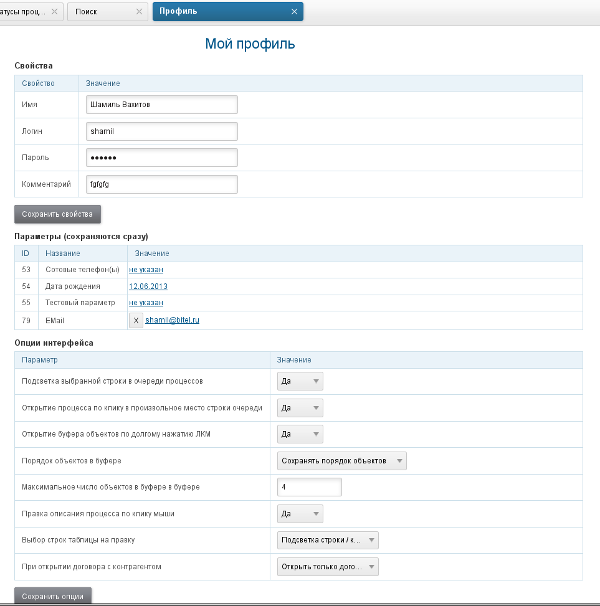 атусы проц... × Поиск × Профиль ×
Мой профиль
Свойства
Свойство Значение
Имя Шамиль Вахитов
Логин shamil
Пароль ••••••
Комментарий fgfgfg
Сохранить свойства
Параметры (сохраняются сразу)
ID Название Значение
53 Сотовые телефон(ы) не указан
54 Дата рождения 12.06.2013
55 Тестовый параметр не указан
79 EMail X shamil@bitel.ru
Опции интерфейса
Параметр Значение
Подсветка выбранной строки в очереди процессов Да
Открытие процесса по клику в произвольное место строки очереди Да
Открытие буфера объектов по долгому нажатию ЛКМ Да
Порядок объектов в буфере Сохранять порядок объектов
Максимальное число объектов в буфере в буфере 4
Правка описания процесса по клику мыши Да
Выбор строк таблицы на правку Подсветка строки / к...
При открытии договора с контрагентом Открыть только дого...
Сохранить опции